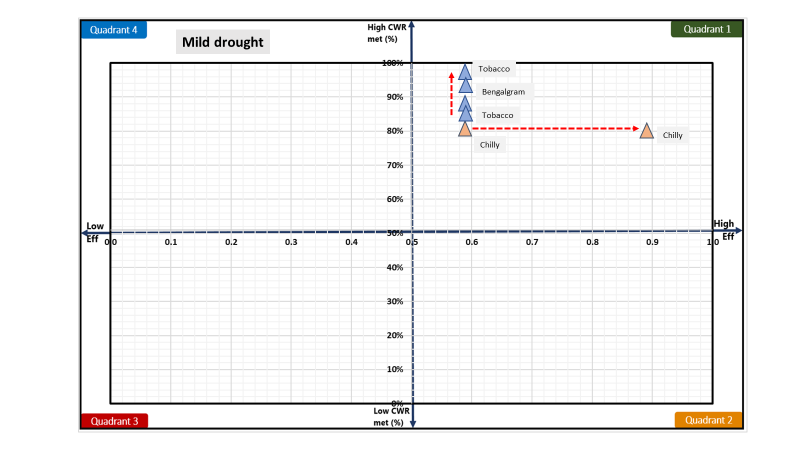 Quadrant 4
Mild drought
High CWR
met (%)
Quadrant 1
100%
Tobacco
90%
Bengalgram
Tobacco
80%
Chilly
Chilly
70%
60%
Low
Eff
50%
High
Eff
0.0 0.1 0.2 0.3 0.4 0.5 0.6 0.7 0.8 0.9 1.0
40%
30%
20%
10%
0%
Low CWR
met (%)
Quadrant 3
Quadrant 2